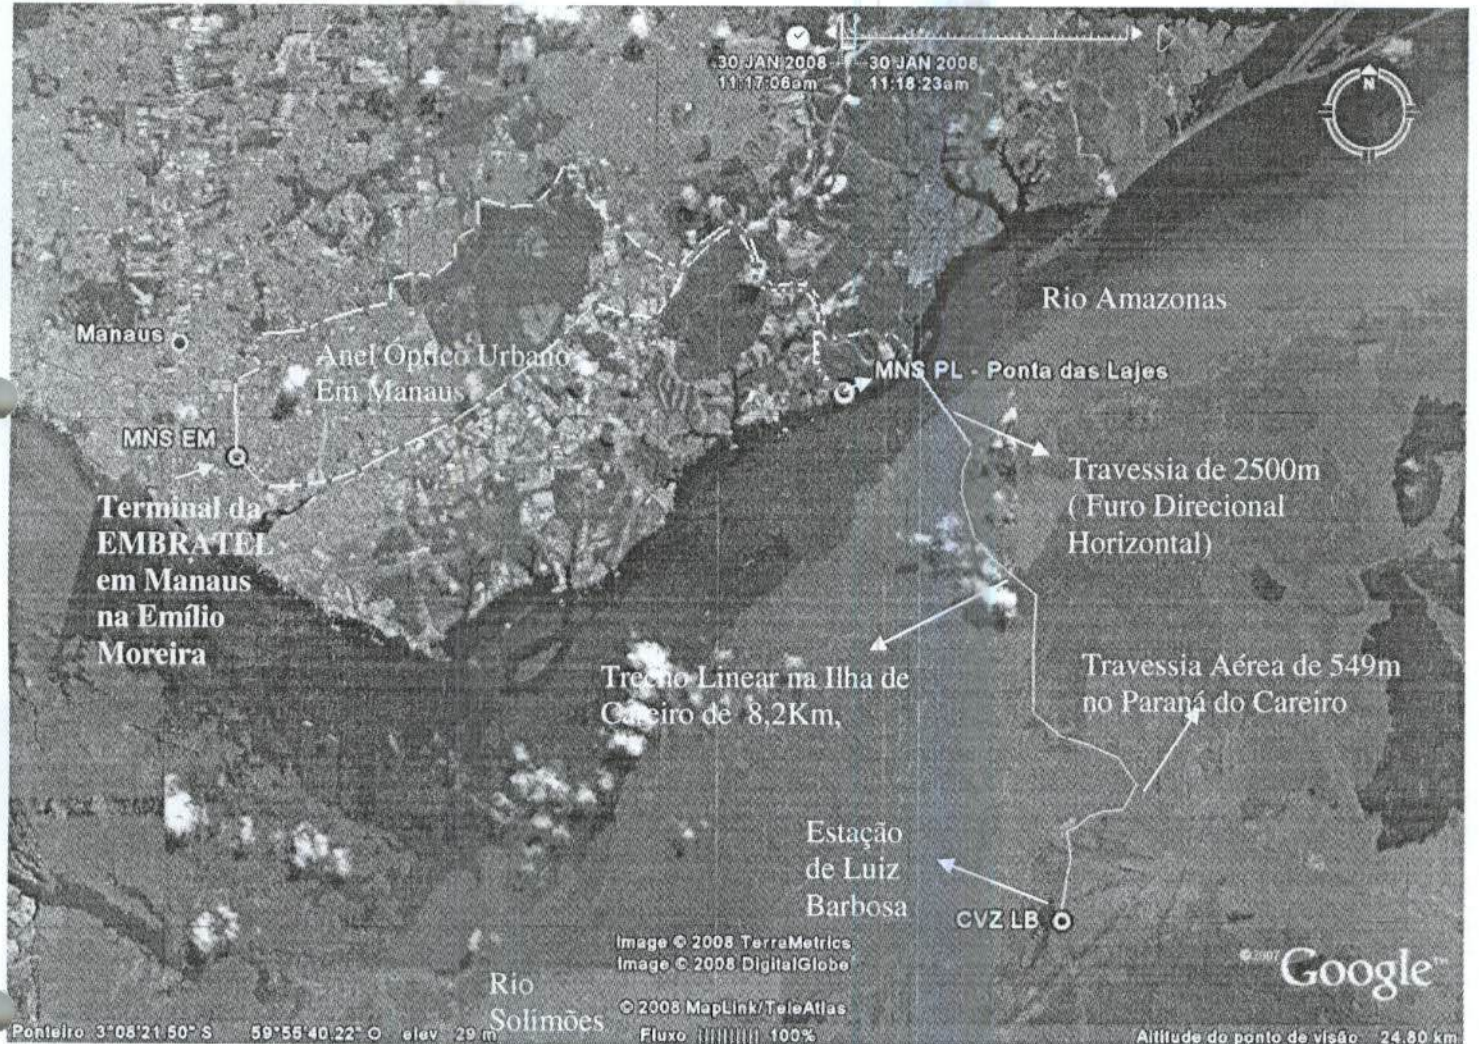 30 JAN 2008 30 JAN 2008
11:17:06am 11:18:23am
N
Rio Amazonas
Manaus
Anel Óptico Urbano
Em Manaus
MNS PL - Ponta das Lajes
MNS EM
Travessia de 2500m
( Furo Direcional
Horizontal)
Terminal da
EMBRATEL
em Manaus
na Emílio
Moreira
Trecho Linear na Ilha de
Careiro de 8,2Km,
Travessia Aérea de 549m
no Paraná do Careiro
Estação
de Luiz
Barbosa
CVZ LB
Image © 2008 TerraMetrics
Image © 2008 DigitalGlobe
©2007 Google™
Rio
Solimões
© 2008 MapLink/TeleAtlas
Ponteiro 3°08'21.50" S 59°55'40.22" O elev 29 m Fluxo ||||||||| 100% Altitude do ponto de visão 24.80 km